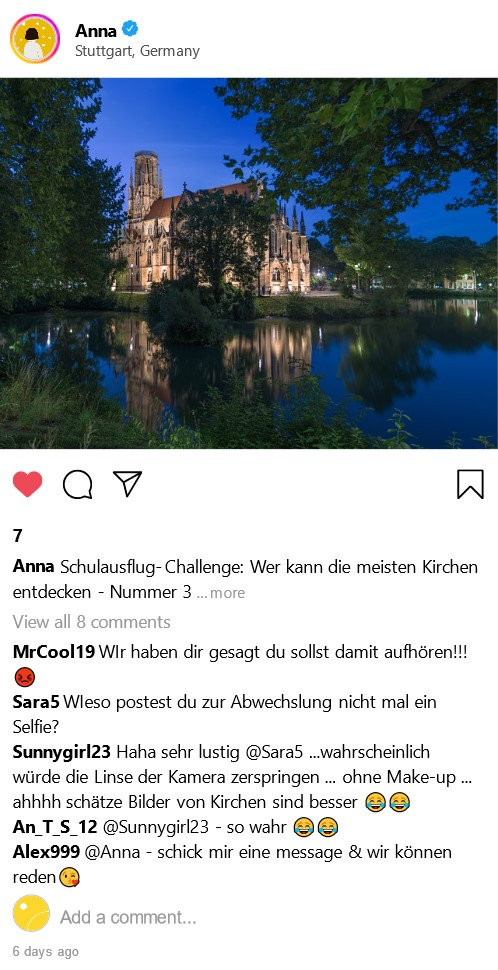 Anna
Stuttgart, Germany
7
Anna Schulausflug-Challenge: Wer kann die meisten Kirchen
entdecken - Nummer 3 ... more
View all 8 comments
MrCool19 WIr haben dir gesagt du sollst damit aufhören!!!
😡
Sara5 WIeso postest du zur Abwechslung nicht mal ein
Selfie?
Sunnygirl23 Haha sehr lustig @Sara5 ...wahrscheinlich
würde die Linse der Kamera zerspringen ... ohne Make-up ...
ahhhh schätze Bilder von Kirchen sind besser 😂😂
An_T_S_12 @Sunnygirl23 - so wahr 😂😂
Alex999 @Anna - schick mir eine message & wir können
reden😘
Add a comment...
6 days ago